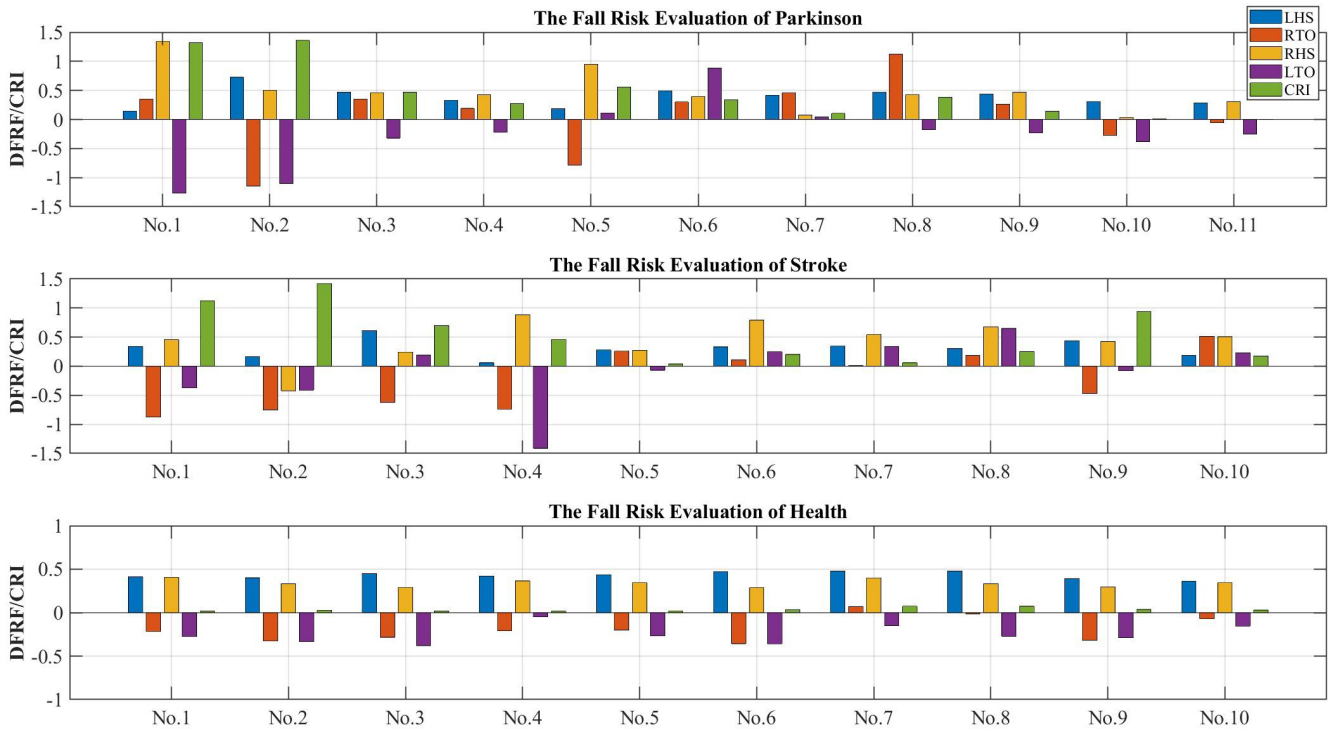 The Fall Risk Evaluation of Parkinson
LHS
RTO
RHS
LTO
CRI
DFRF/CRI
1.5
1
0.5
0
-0.5
-1
-1.5
No.1 No.2 No.3 No.4 No.5 No.6 No.7 No.8 No.9 No.10 No.11
The Fall Risk Evaluation of Stroke
DFRF/CRI
1.5
1
0.5
0
-0.5
-1
-1.5
No.1 No.2 No.3 No.4 No.5 No.6 No.7 No.8 No.9 No.10
The Fall Risk Evaluation of Health
DFRF/CRI
1
0.5
0
-0.5
-1
No.1 No.2 No.3 No.4 No.5 No.6 No.7 No.8 No.9 No.10